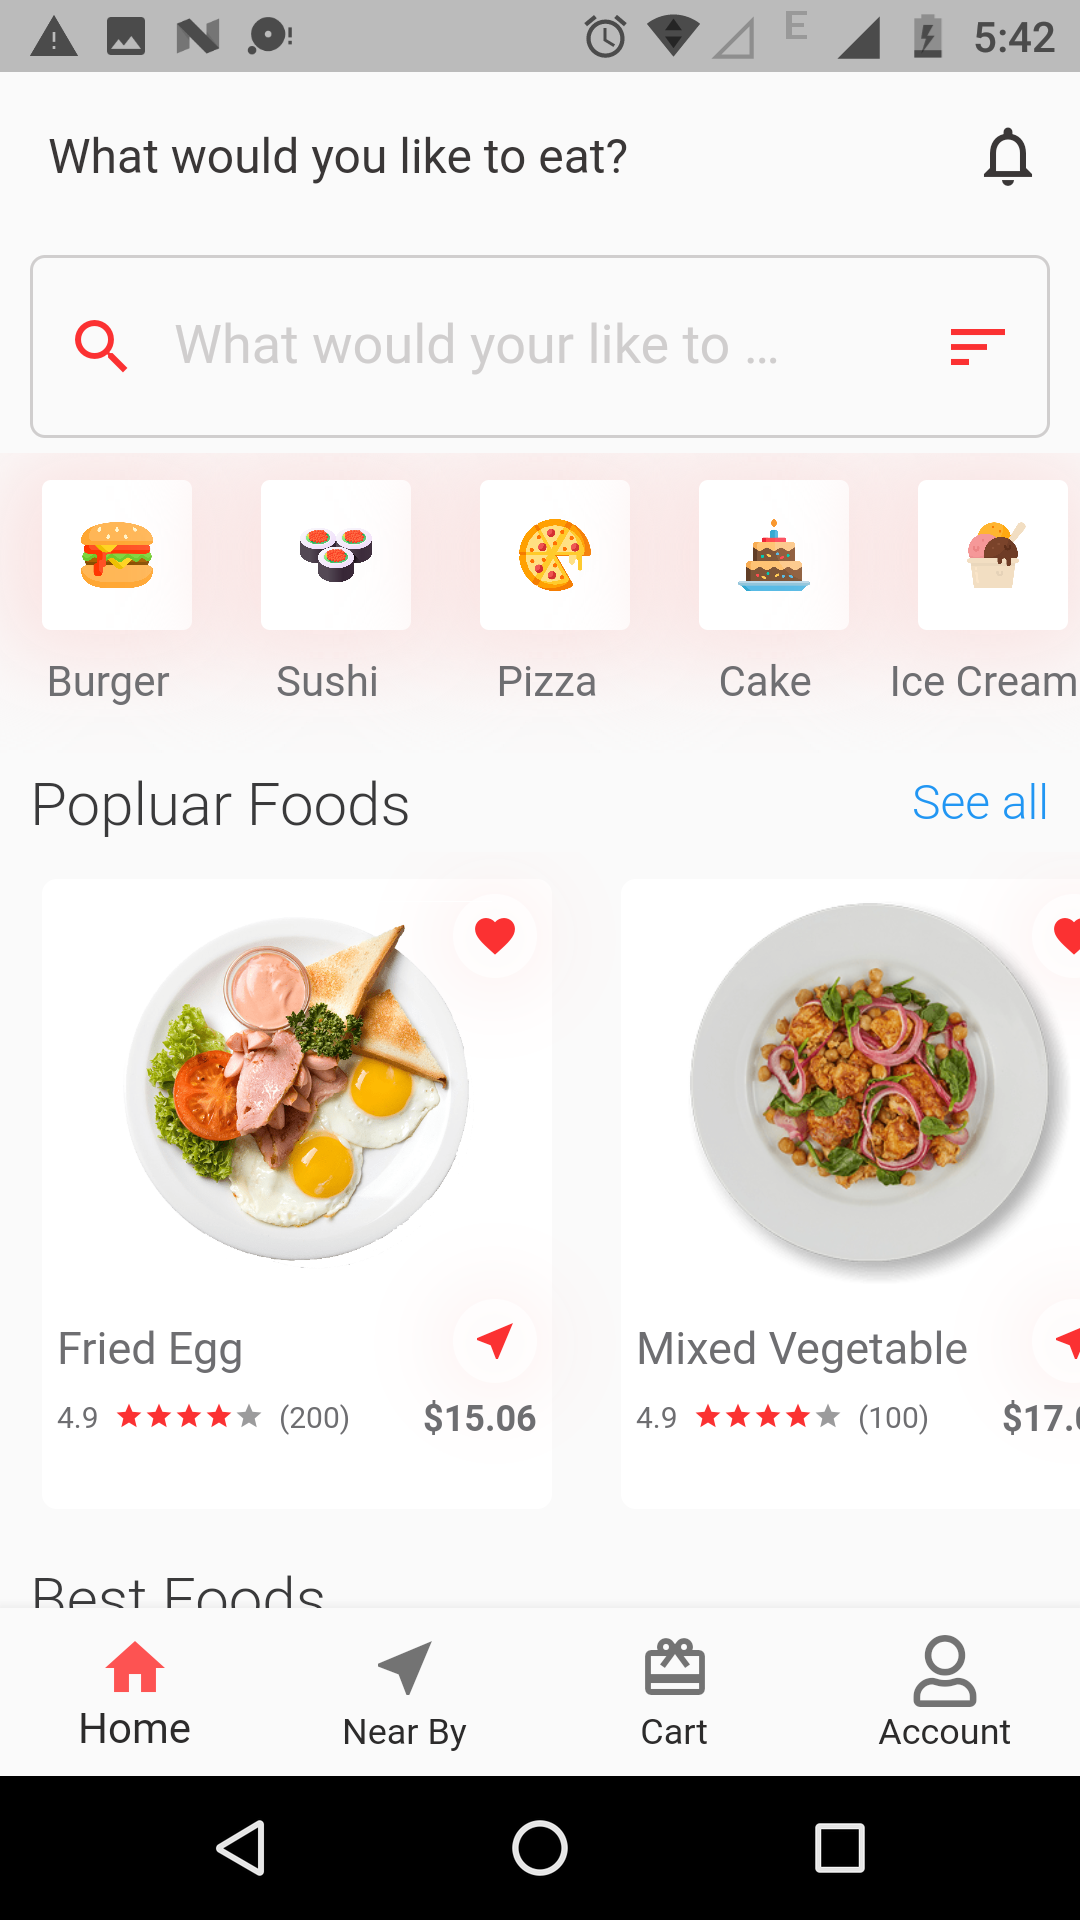 E 5:42
What would you like to eat?
What would your like to ...
Burger Sushi Pizza Cake Ice Cream
Popluar Foods See all
Fried Egg Mixed Vegetable
4.9 (200) $15.06 4.9 (100) $17.0
Best Foods
Home Near By Cart Account